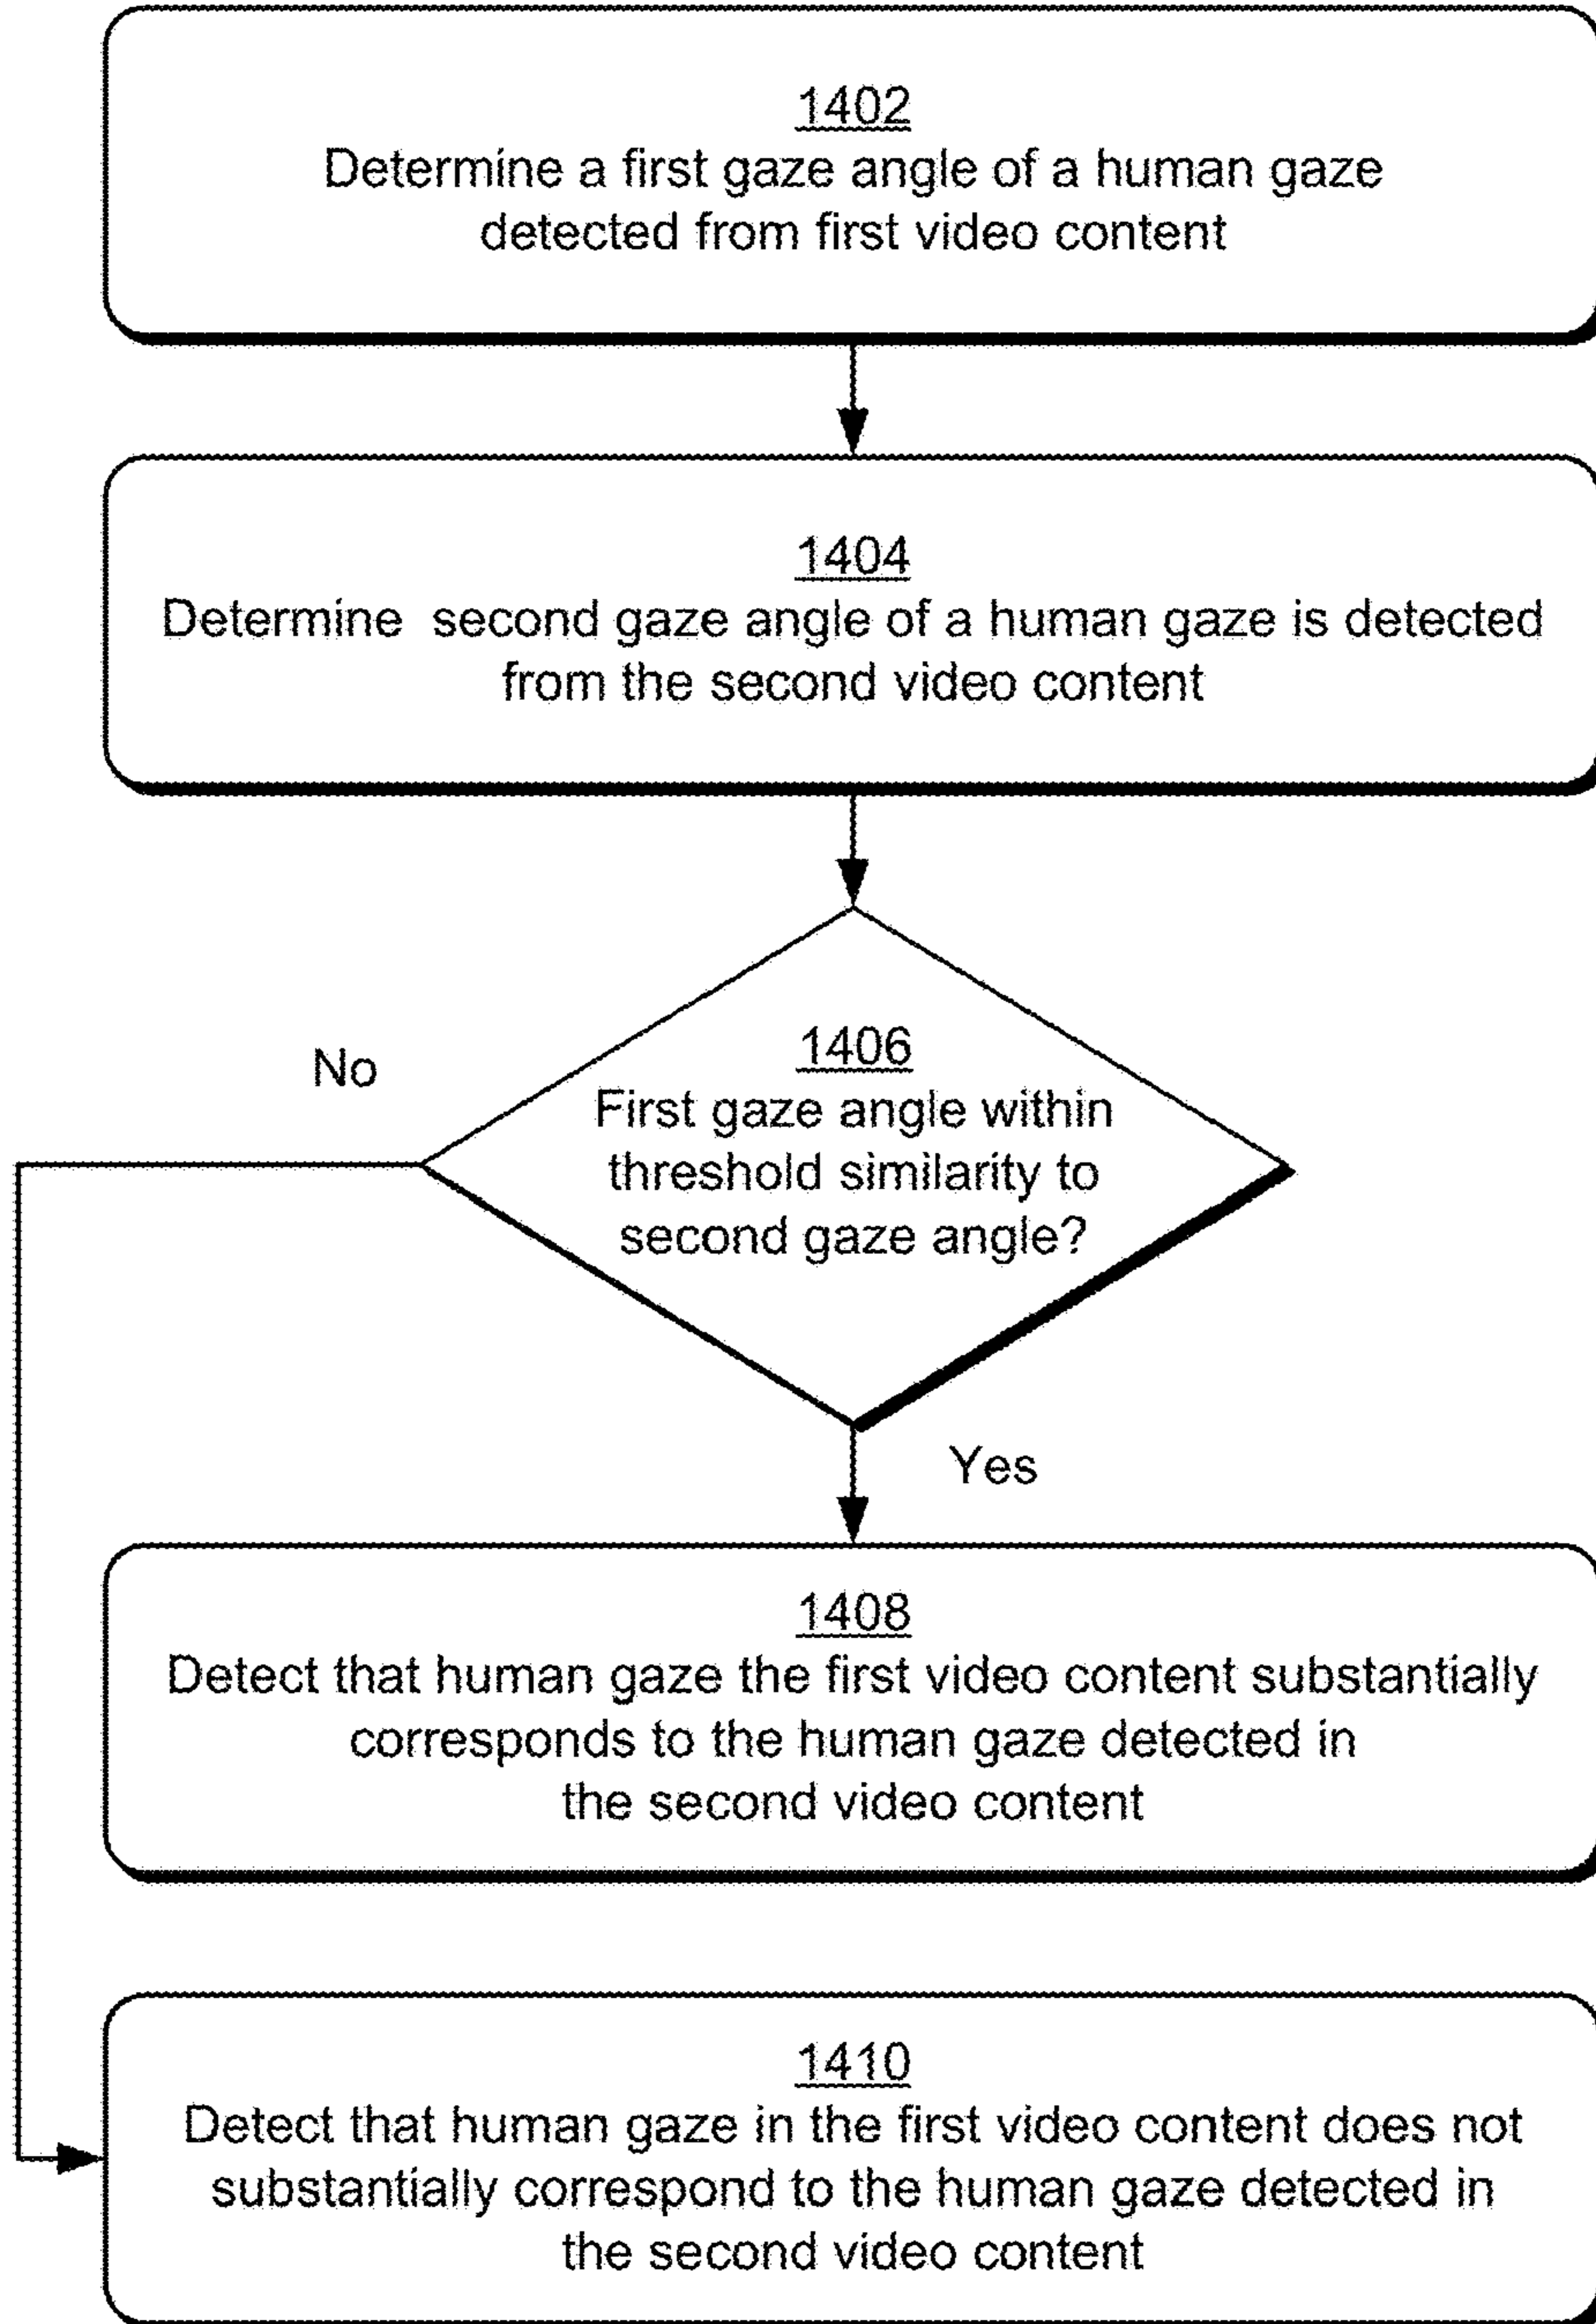 1402
Determine a first gaze angle of a human gaze
detected from first video content
1404
Determine  second gaze angle of a human gaze is detected
from the second video content
1406
First gaze angle within
threshold similarity to
second gaze angle?
No
Yes
1408
Detect that human gaze the first video content substantially
corresponds to the human gaze detected in
the second video content
1410
Detect that human gaze in the first video content does not
substantially correspond to the human gaze detected in
the second video content